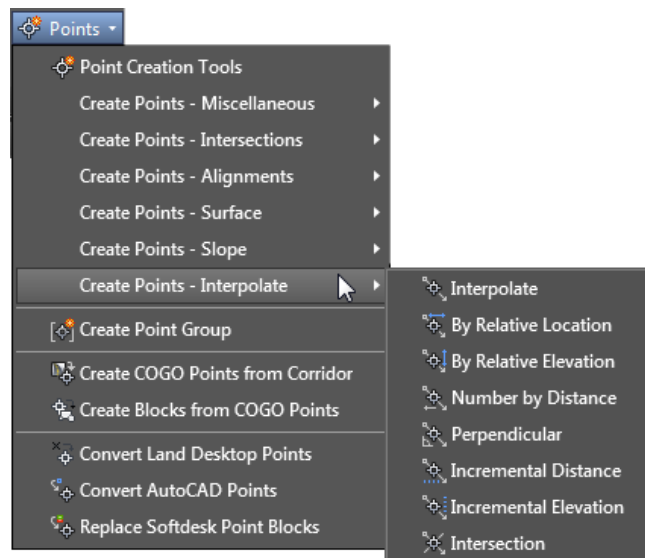 Points
Point Creation Tools
Create Points - Miscellaneous
Create Points - Intersections
Create Points - Alignments
Create Points - Surface
Create Points - Slope
Create Points - Interpolate
Create Point Group
Create COGO Points from Corridor
Create Blocks from COGO Points
Convert Land Desktop Points
Convert AutoCAD Points
Replace Softdesk Point Blocks
Interpolate
By Relative Location
By Relative Elevation
Number by Distance
Perpendicular
Incremental Distance
Incremental Elevation
Intersection